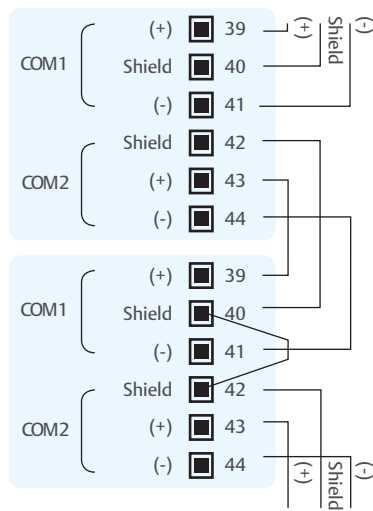 (+) 39 (+) Shield (-)
COM1 Shield 40
(-) 41
Shield 42
COM2 (+) 43
(-) 44
(+) 39
COM1 Shield 40
(-) 41
Shield 42
COM2 (+) 43
(-) 44 (+) Shield (-)